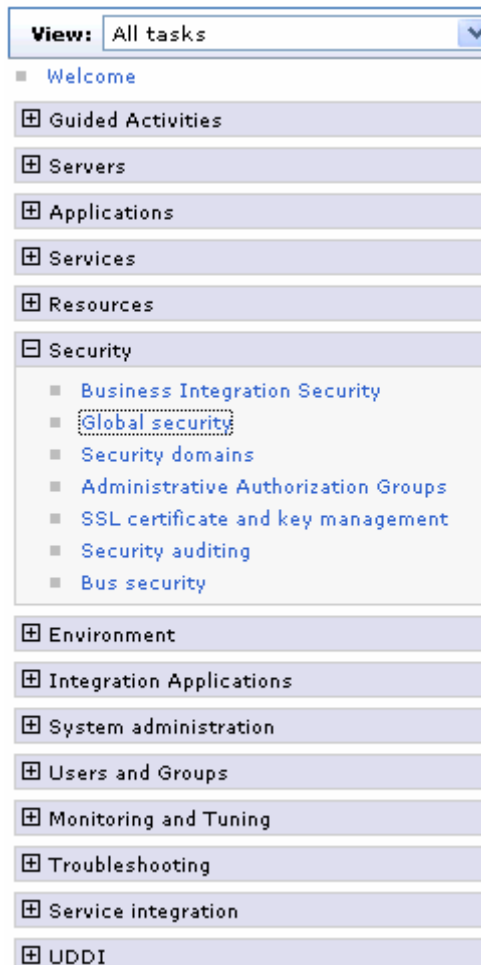 View: All tasks
Welcome
Guided Activities
Servers
Applications
Services
Resources
Security
Business Integration Security
Global security
Security domains
Administrative Authorization Groups
SSL certificate and key management
Security auditing
Bus security
Environment
Integration Applications
System administration
Users and Groups
Monitoring and Tuning
Troubleshooting
Service integration
UDDI